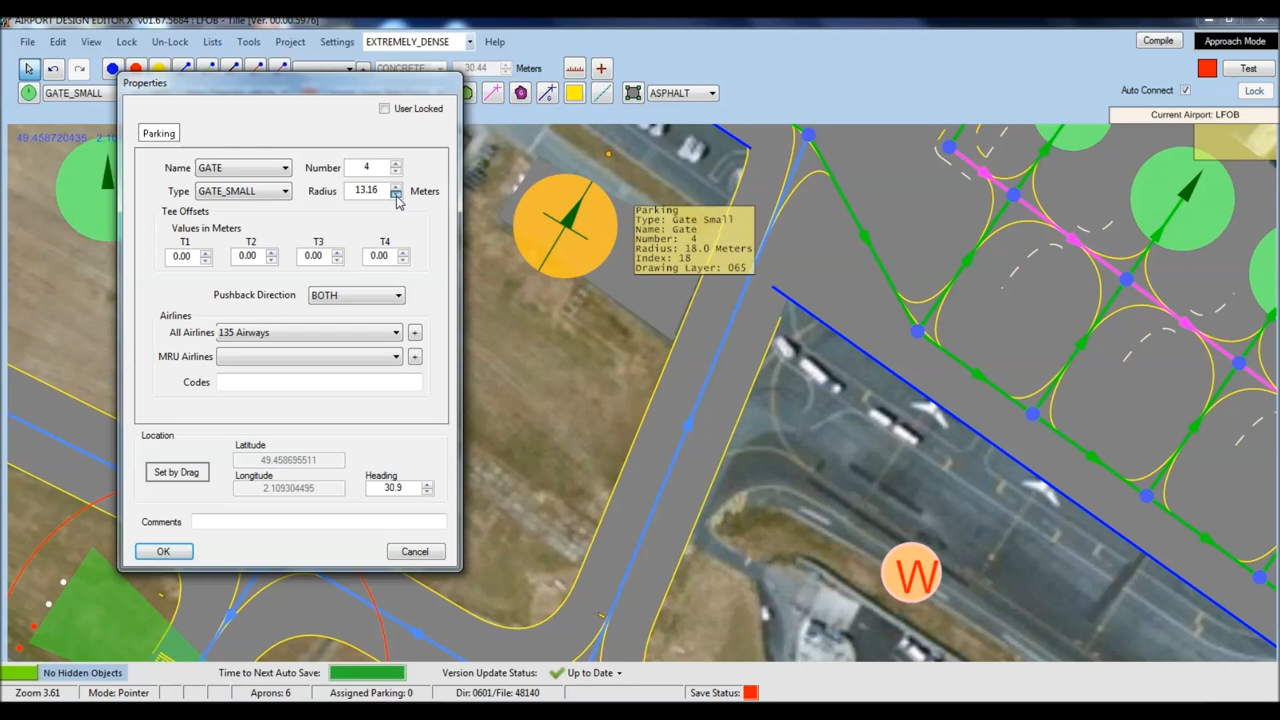 AIRPORT DESIGN EDITOR X v01.67.5684 : LFOB - Tille [Ver. 00.00.5976]
File Edit View Lock Un-Lock Lists Tools Project Settings EXTREMELY_DENSE Help Compile Approach Mode
CONCRETE 30.44 Meters Test
GATE_SMALL ASPHALT Auto Connect Lock
Current Airport: LFOB
49.458720435
Properties
User Locked
Parking
Name GATE Number 4
Type GATE_SMALL Radius 13.16 Meters
Tee Offsets
Values in Meters
T1 T2 T3 T4
0.00 0.00 0.00 0.00
Pushback Direction BOTH
Airlines
All Airlines 135 Airways +
MRU Airlines +
Codes
Location
Latitude
49.458695511
Set by Drag
Longitude
2.109304495
Heading
30.9
Comments
OK Cancel
Parking
Type: Gate Small
Name: Gate
Number: 4
Radius: 18.0 Meters
Index: 18
Drawing Layer: 065
W
No Hidden Objects Time to Next Auto Save: Version Update Status: Up to Date
Zoom 3.61 Mode: Pointer Aprons: 6 Assigned Parking: 0 Dir: 0601/File: 48140 Save Status: